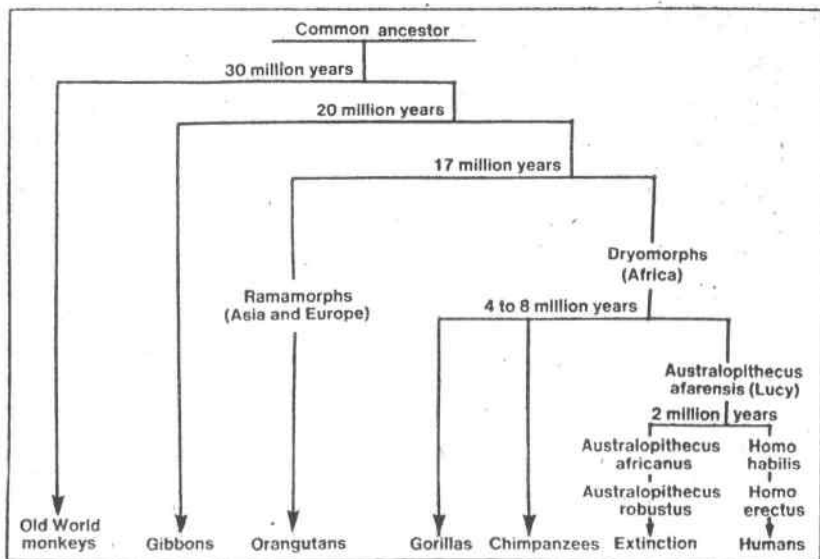 Common ancestor
30 million years
20 million years
17 million years
Dryomorphs
(Africa)
Ramamorphs
(Asia and Europe)
4 to 8 million years
Australopithecus
afarensis (Lucy)
2 million years
Australopithecus
africanus
Homo
habilis
Australopithecus
robustus
Homo
erectus
Old World
monkeys
Gibbons
Orangutans
Gorillas
Chimpanzees
Extinction
Humans